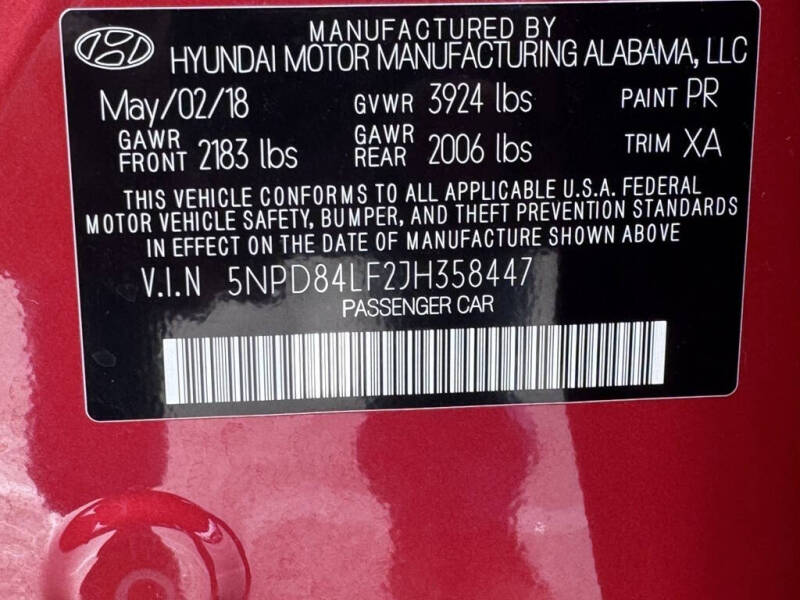 MANUFACTURED BY
HYUNDAI MOTOR MANUFACTURING ALABAMA, LLC
May/02/18 GVWR 3924 lbs PAINT PR
GAWR FRONT 2183 lbs GAWR REAR 2006 lbs TRIM XA
THIS VEHICLE CONFORMS TO ALL APPLICABLE U.S.A. FEDERAL
MOTOR VEHICLE SAFETY, BUMPER, AND THEFT PREVENTION STANDARDS
IN EFFECT ON THE DATE OF MANUFACTURE SHOWN ABOVE
V.I.N 5NPD84LF2JH358447
PASSENGER CAR